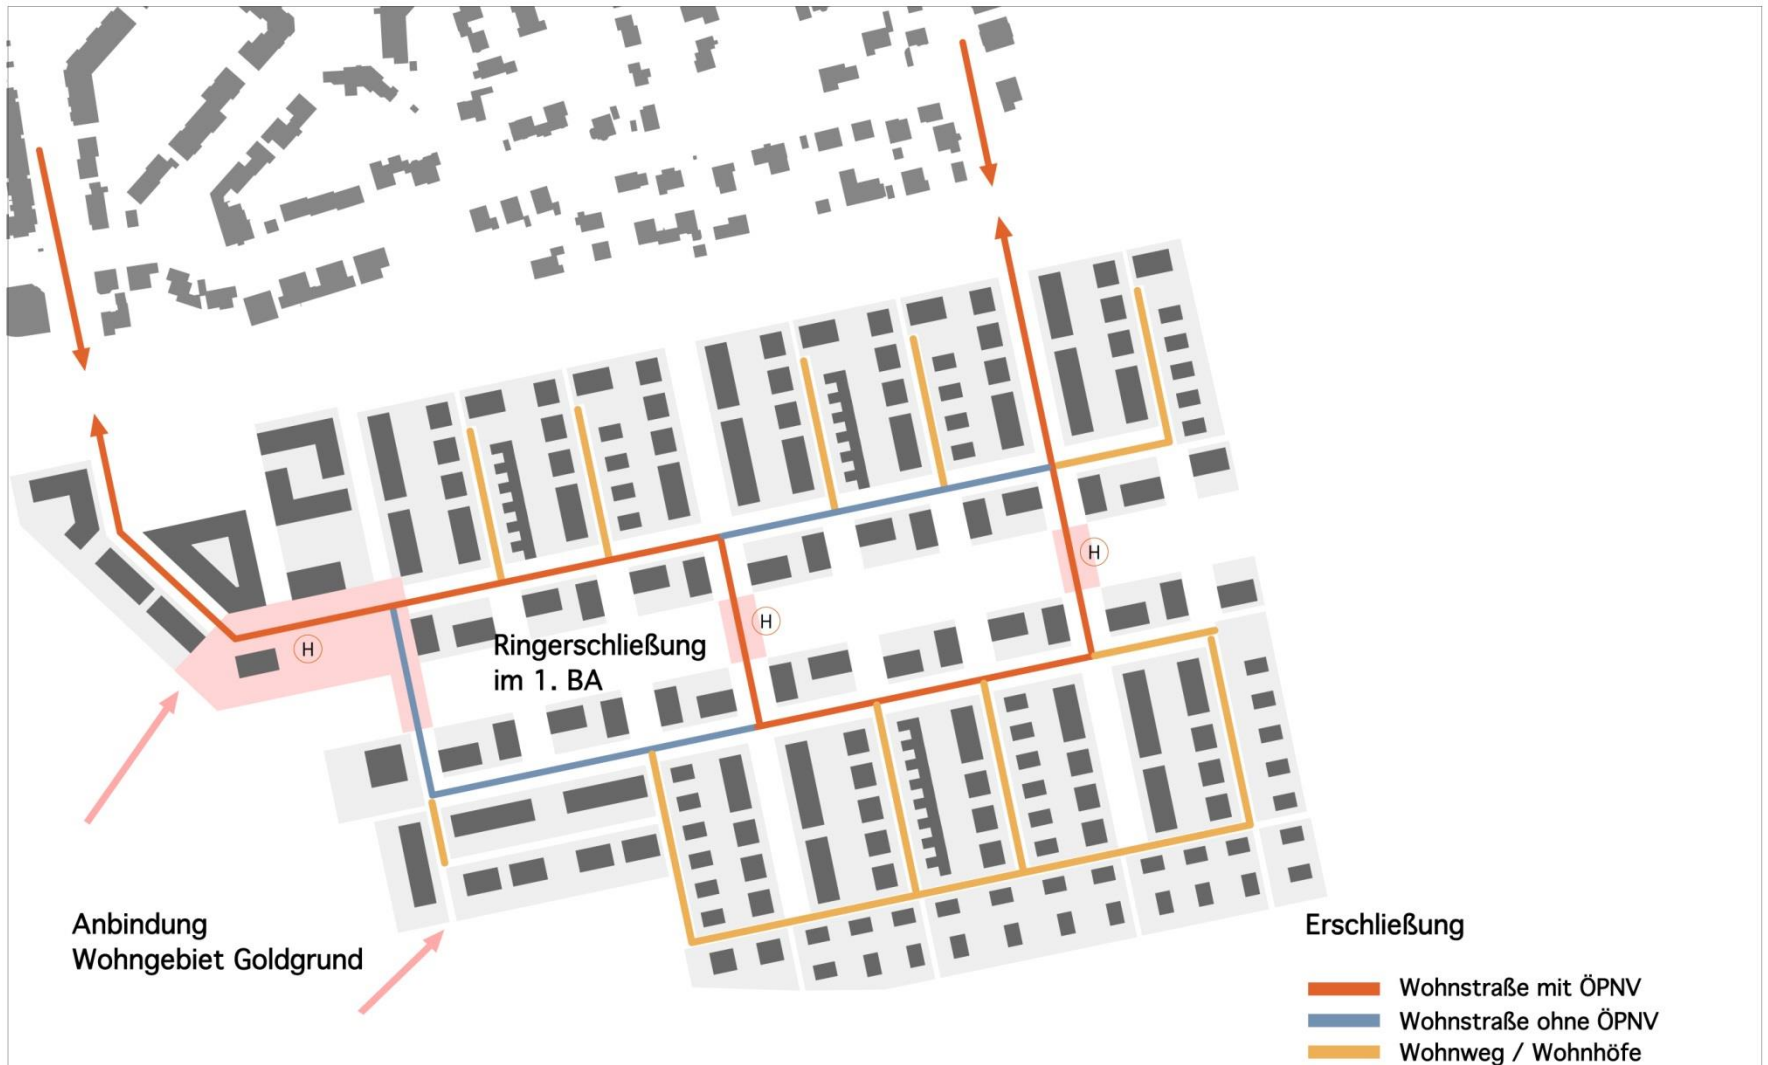 H
H
H
Ringerschließung
im 1. BA
Anbindung
Wohngebiet Goldgrund
Erschließung
Wohnstraße mit ÖPNV
Wohnstraße ohne ÖPNV
Wohnweg / Wohnhöfe